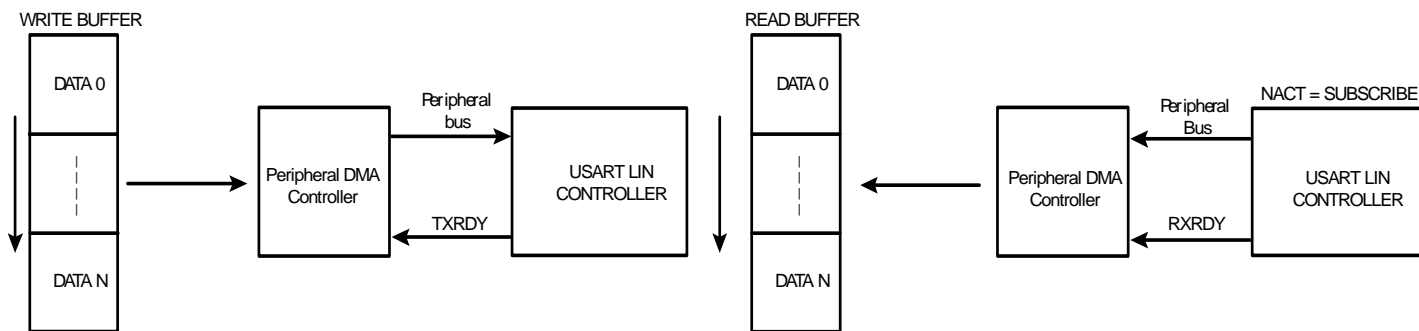 WRITE BUFFER
DATA 0
DATA N
Peripheral DMA
Controller
Peripheral
bus
TXRDY
USART LIN
CONTROLLER
READ BUFFER
DATA 0
DATA N
Peripheral DMA
Controller
Peripheral
Bus
RXRDY
NACT = SUBSCRIBE
USART LIN
CONTROLLER